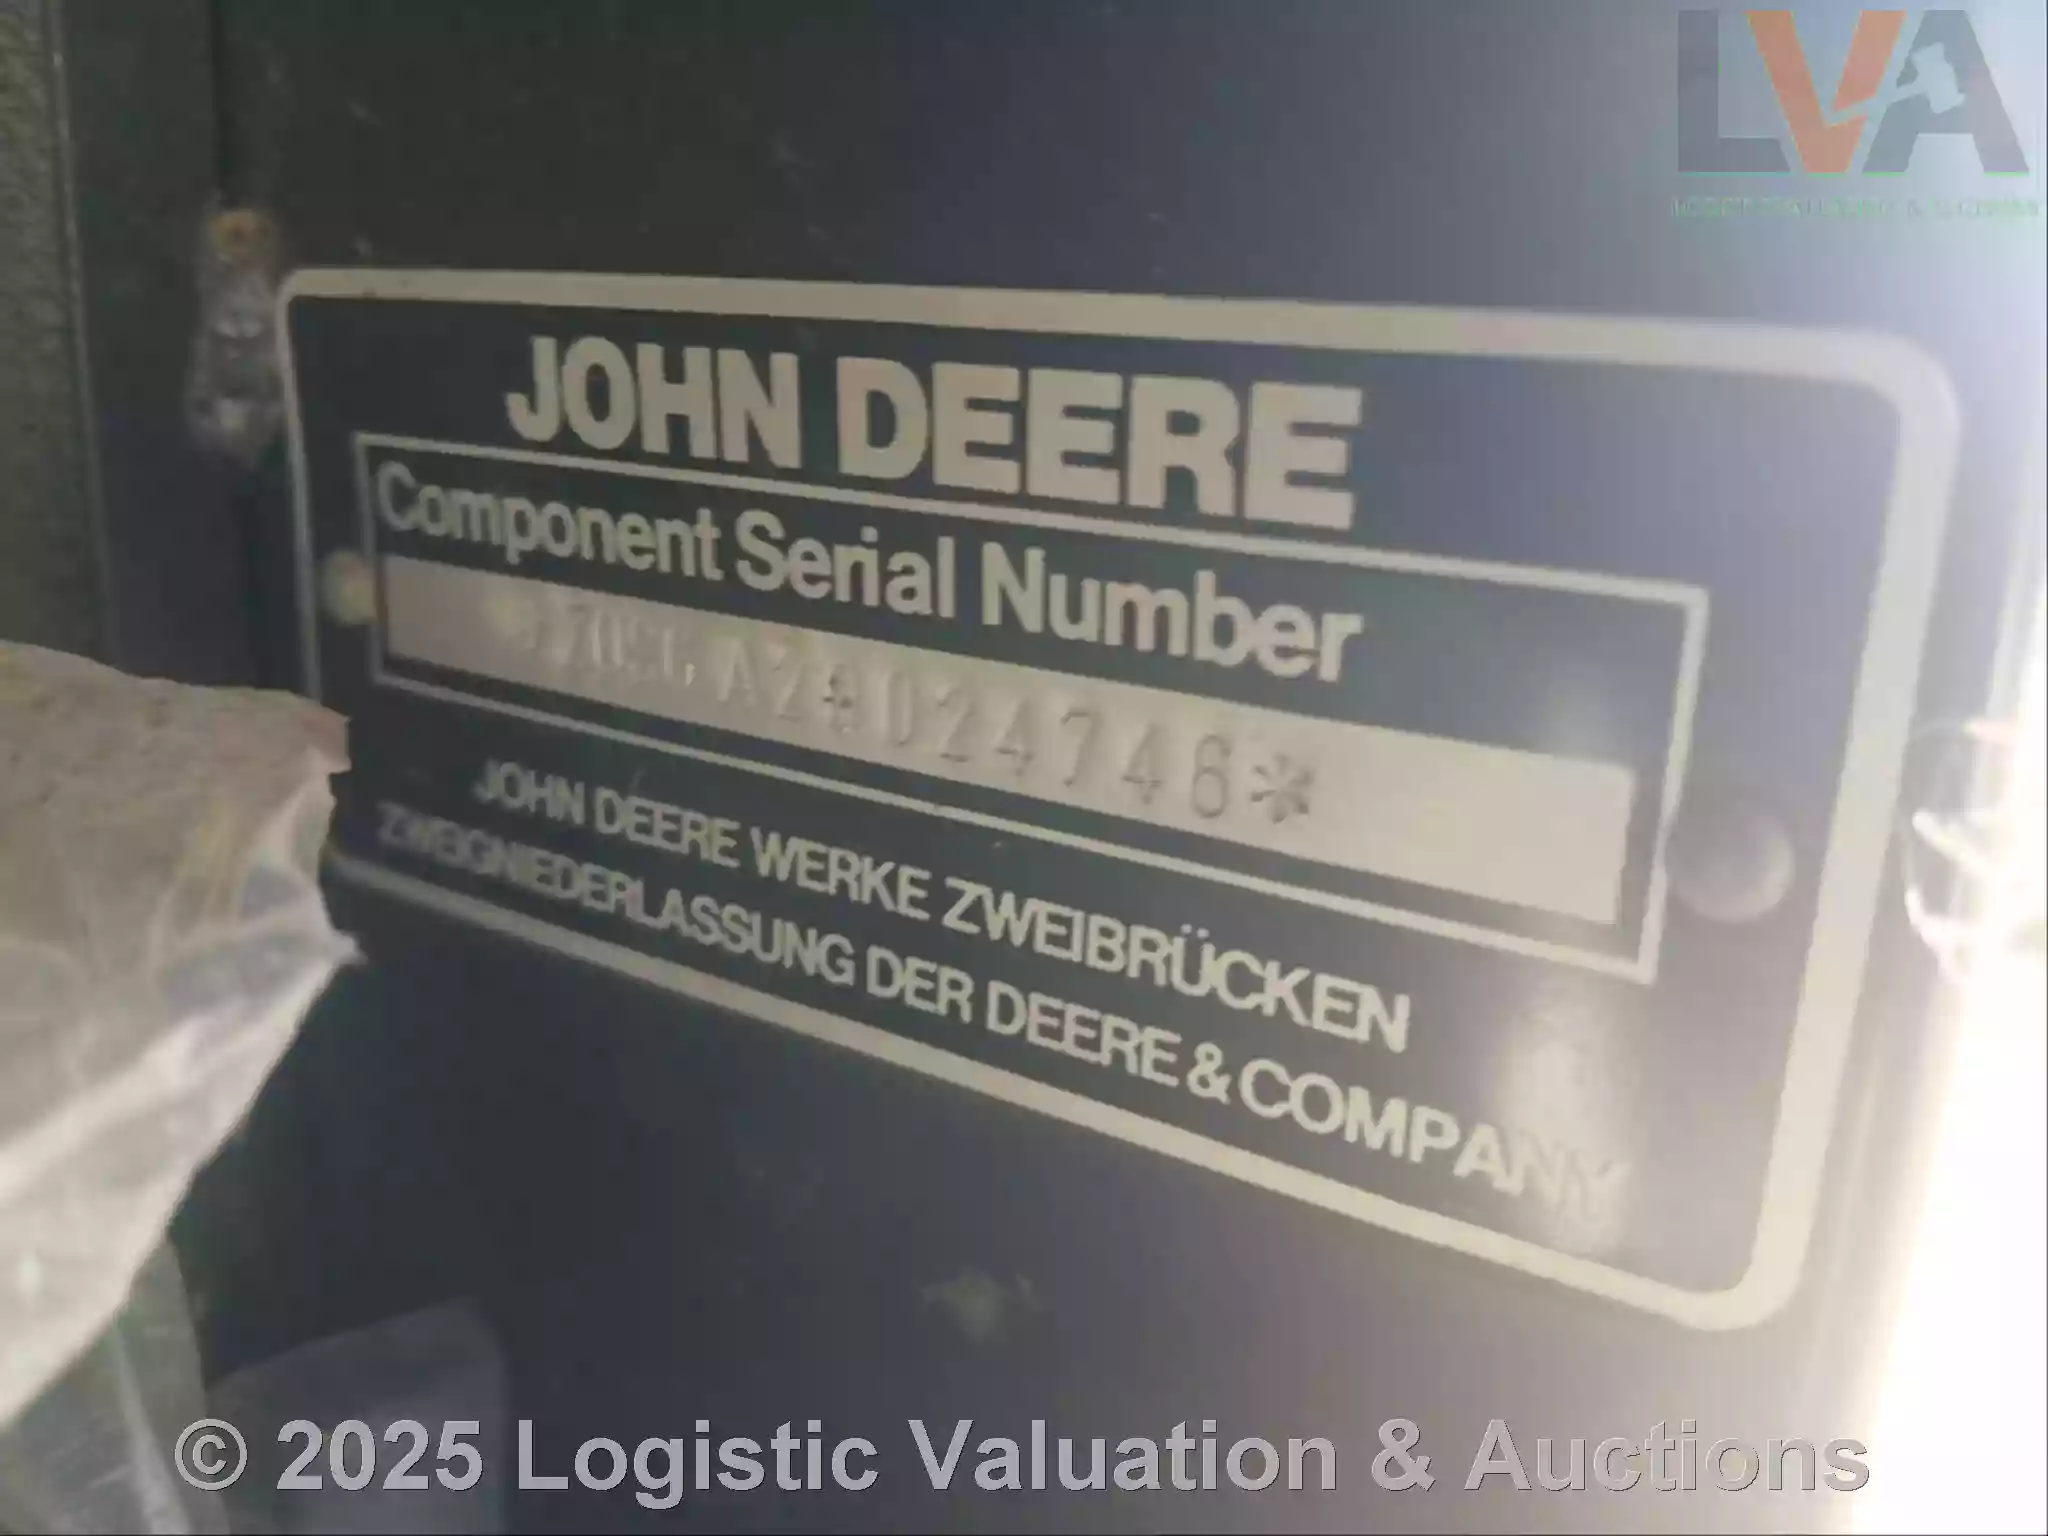 LVA
JOHN DEERE
Component Serial Number
JOHN DEERE WERKE ZWEIBRÜCKEN
ZWEIGNIEDERLASSUNG DER DEERE & COMPANY
© 2025 Logistic Valuation & Auctions